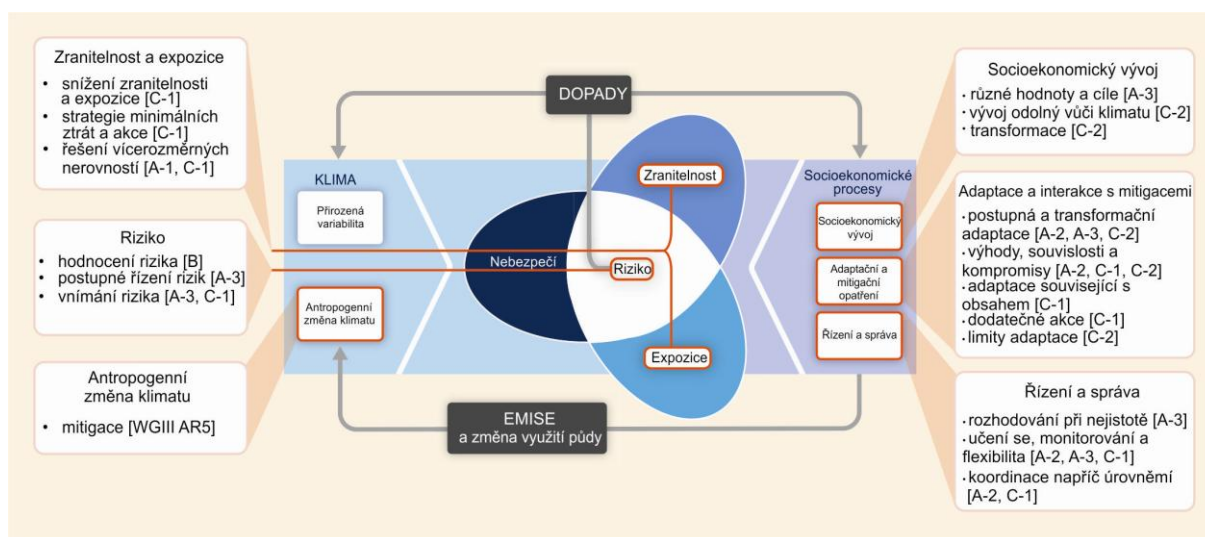 Zranitelnost a expozice
• snížení zranitelnosti
a expozice [C-1]
• strategie minimálních
ztrát a akce [C-1]
• řešení vícerozměrných
nerovností [A-1, C-1]
Riziko
• hodnocení rizika [B]
• postupné řízení rizik [A-3]
• vnímání rizika [A-3, C-1]
Antropogenní
změna klimatu
• mitigace [WGIII AR5]
DOPADY
KLIMA
Přirozená
variabilita
Antropogenní
změna klimatu
Nebezpečí
Zranitelnost
Riziko
Expozice
EMISE
a změna využití půdy
Socioekonomické
procesy
Socioekonomický
vývoj
Adaptační a
mitigační
opatření
Řízení a správa
Socioekonomický vývoj
· různé hodnoty a cíle [A-3]
· vývoj odolný vůči klimatu [C-2]
· transformace [C-2]
Adaptace a interakce s mitigacemi
· postupná a transformační
adaptace [A-2, A-3, C-2]
· výhody, souvislosti a
kompromisy [A-2, C-1, C-2]
· adaptace související s
obsahem [C-1]
· dodatečné akce [C-1]
· limity adaptace [C-2]
Řízení a správa
· rozhodování při nejistotě [A-3]
· učení se, monitorování a
flexibilita [A-2, A-3, C-1]
· koordinace napříč úrovněmí
[A-2, C-1]